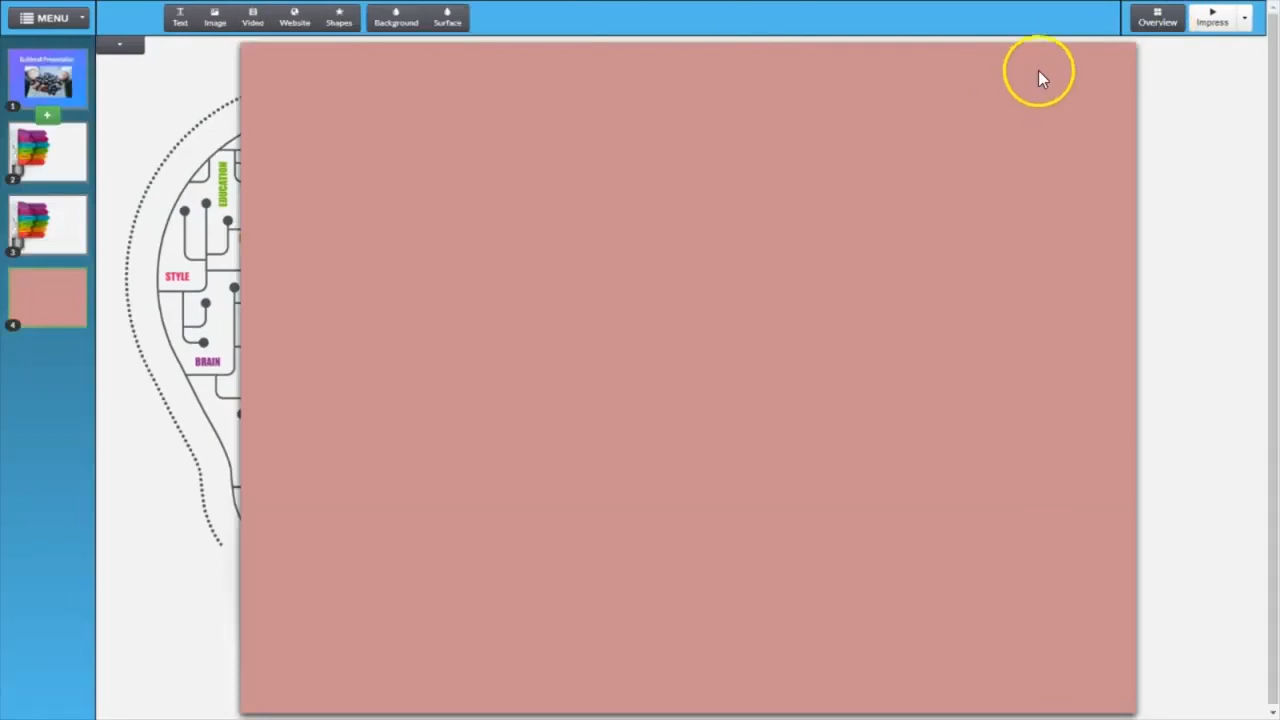 MENU
Text Image Video Website Shapes Background Surface
Overview Impress
1
2
3
4
EDUCATION
STYLE
BRAIN